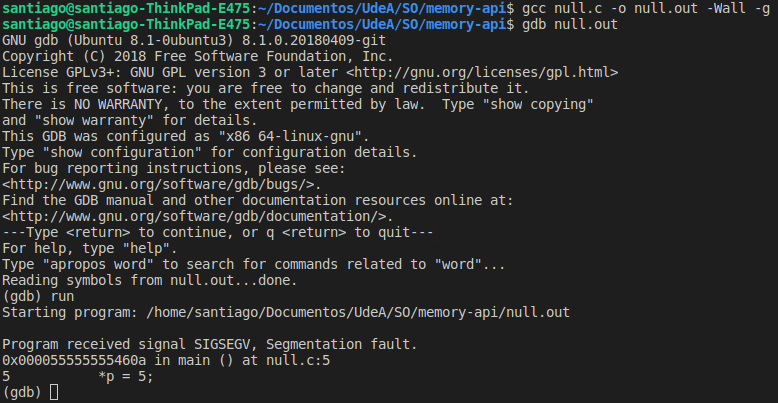 santiago@santiago-ThinkPad-E475:~/Documentos/UdeA/SO/memory-api$ gcc null.c -o null.out -Wall -g
santiago@santiago-ThinkPad-E475:~/Documentos/UdeA/SO/memory-api$ gdb null.out
GNU gdb (Ubuntu 8.1-0ubuntu3) 8.1.0.20180409-git
Copyright (C) 2018 Free Software Foundation, Inc.
License GPLv3+: GNU GPL version 3 or later <http://gnu.org/licenses/gpl.html>
This is free software: you are free to change and redistribute it.
There is NO WARRANTY, to the extent permitted by law.  Type "show copying"
and "show warranty" for details.
This GDB was configured as "x86_64-linux-gnu".
Type "show configuration" for configuration details.
For bug reporting instructions, please see:
<http://www.gnu.org/software/gdb/bugs/>.
Find the GDB manual and other documentation resources online at:
<http://www.gnu.org/software/gdb/documentation/>.
---Type <return> to continue, or q <return> to quit---
For help, type "help".
Type "apropos word" to search for commands related to "word"...
Reading symbols from null.out...done.
(gdb) run
Starting program: /home/santiago/Documentos/UdeA/SO/memory-api/null.out

Program received signal SIGSEGV, Segmentation fault.
0x000055555555460a in main () at null.c:5
5           *p = 5;
(gdb)